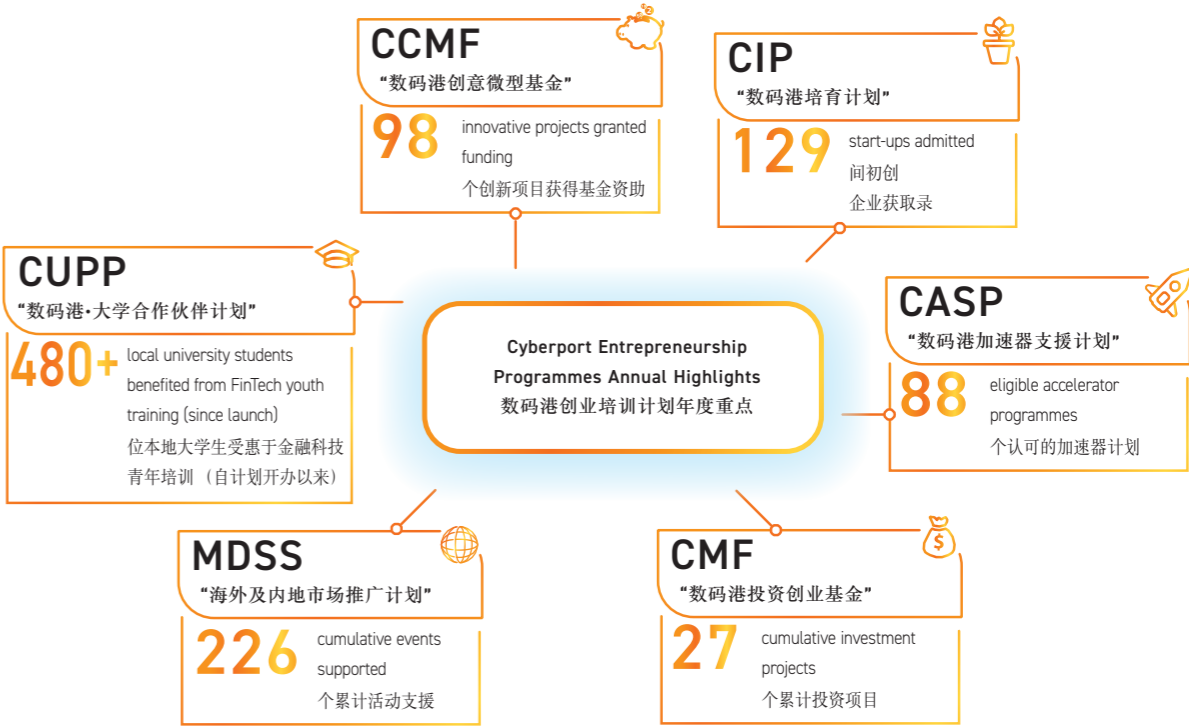 CCMF
“数码港创意微型基金”
98
innovative projects granted
funding
个创新项目获得基金资助
CIP
“数码港培育计划”
129
start-ups admitted
间初创
企业获取录
CUPP
“数码港·大学合作伙伴计划”
480+
local university students
benefited from FinTech youth
training (since launch)
位本地大学生受惠于金融科技
青年培训（自计划开办以来）
Cyberport Entrepreneurship
Programmes Annual Highlights
数码港创业培训计划年度重点
CASP
“数码港加速器支援计划”
88
eligible accelerator
programmes
个认可的加速器计划
MDSS
“海外及内地市场推广计划”
226
cumulative events
supported
个累计活动支援
CMF
“数码港投资创业基金”
$
27
cumulative investment
projects
个累计投资项目